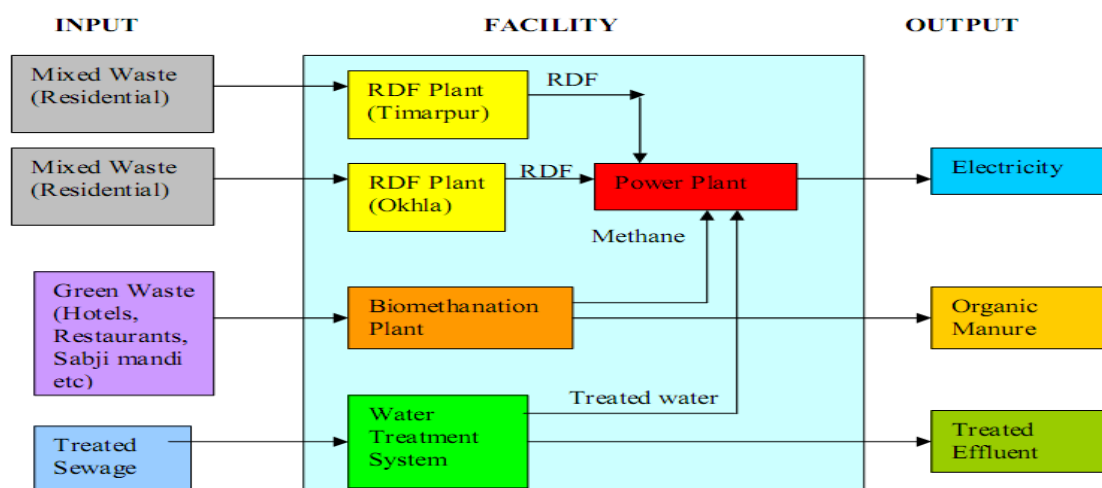 INPUT
FACILITY
OUTPUT
Mixed Waste
(Residential)
RDF Plant
(Timarpur)
RDF
Mixed Waste
(Residential)
RDF Plant
(Okhla)
RDF
Power Plant
Electricity
Methane
Green Waste
(Hotels,
Restaurants,
Sabji mandi
etc)
Biomethanation
Plant
Organic
Manure
Treated water
Treated
Sewage
Water
Treatment
System
Treated
Effluent